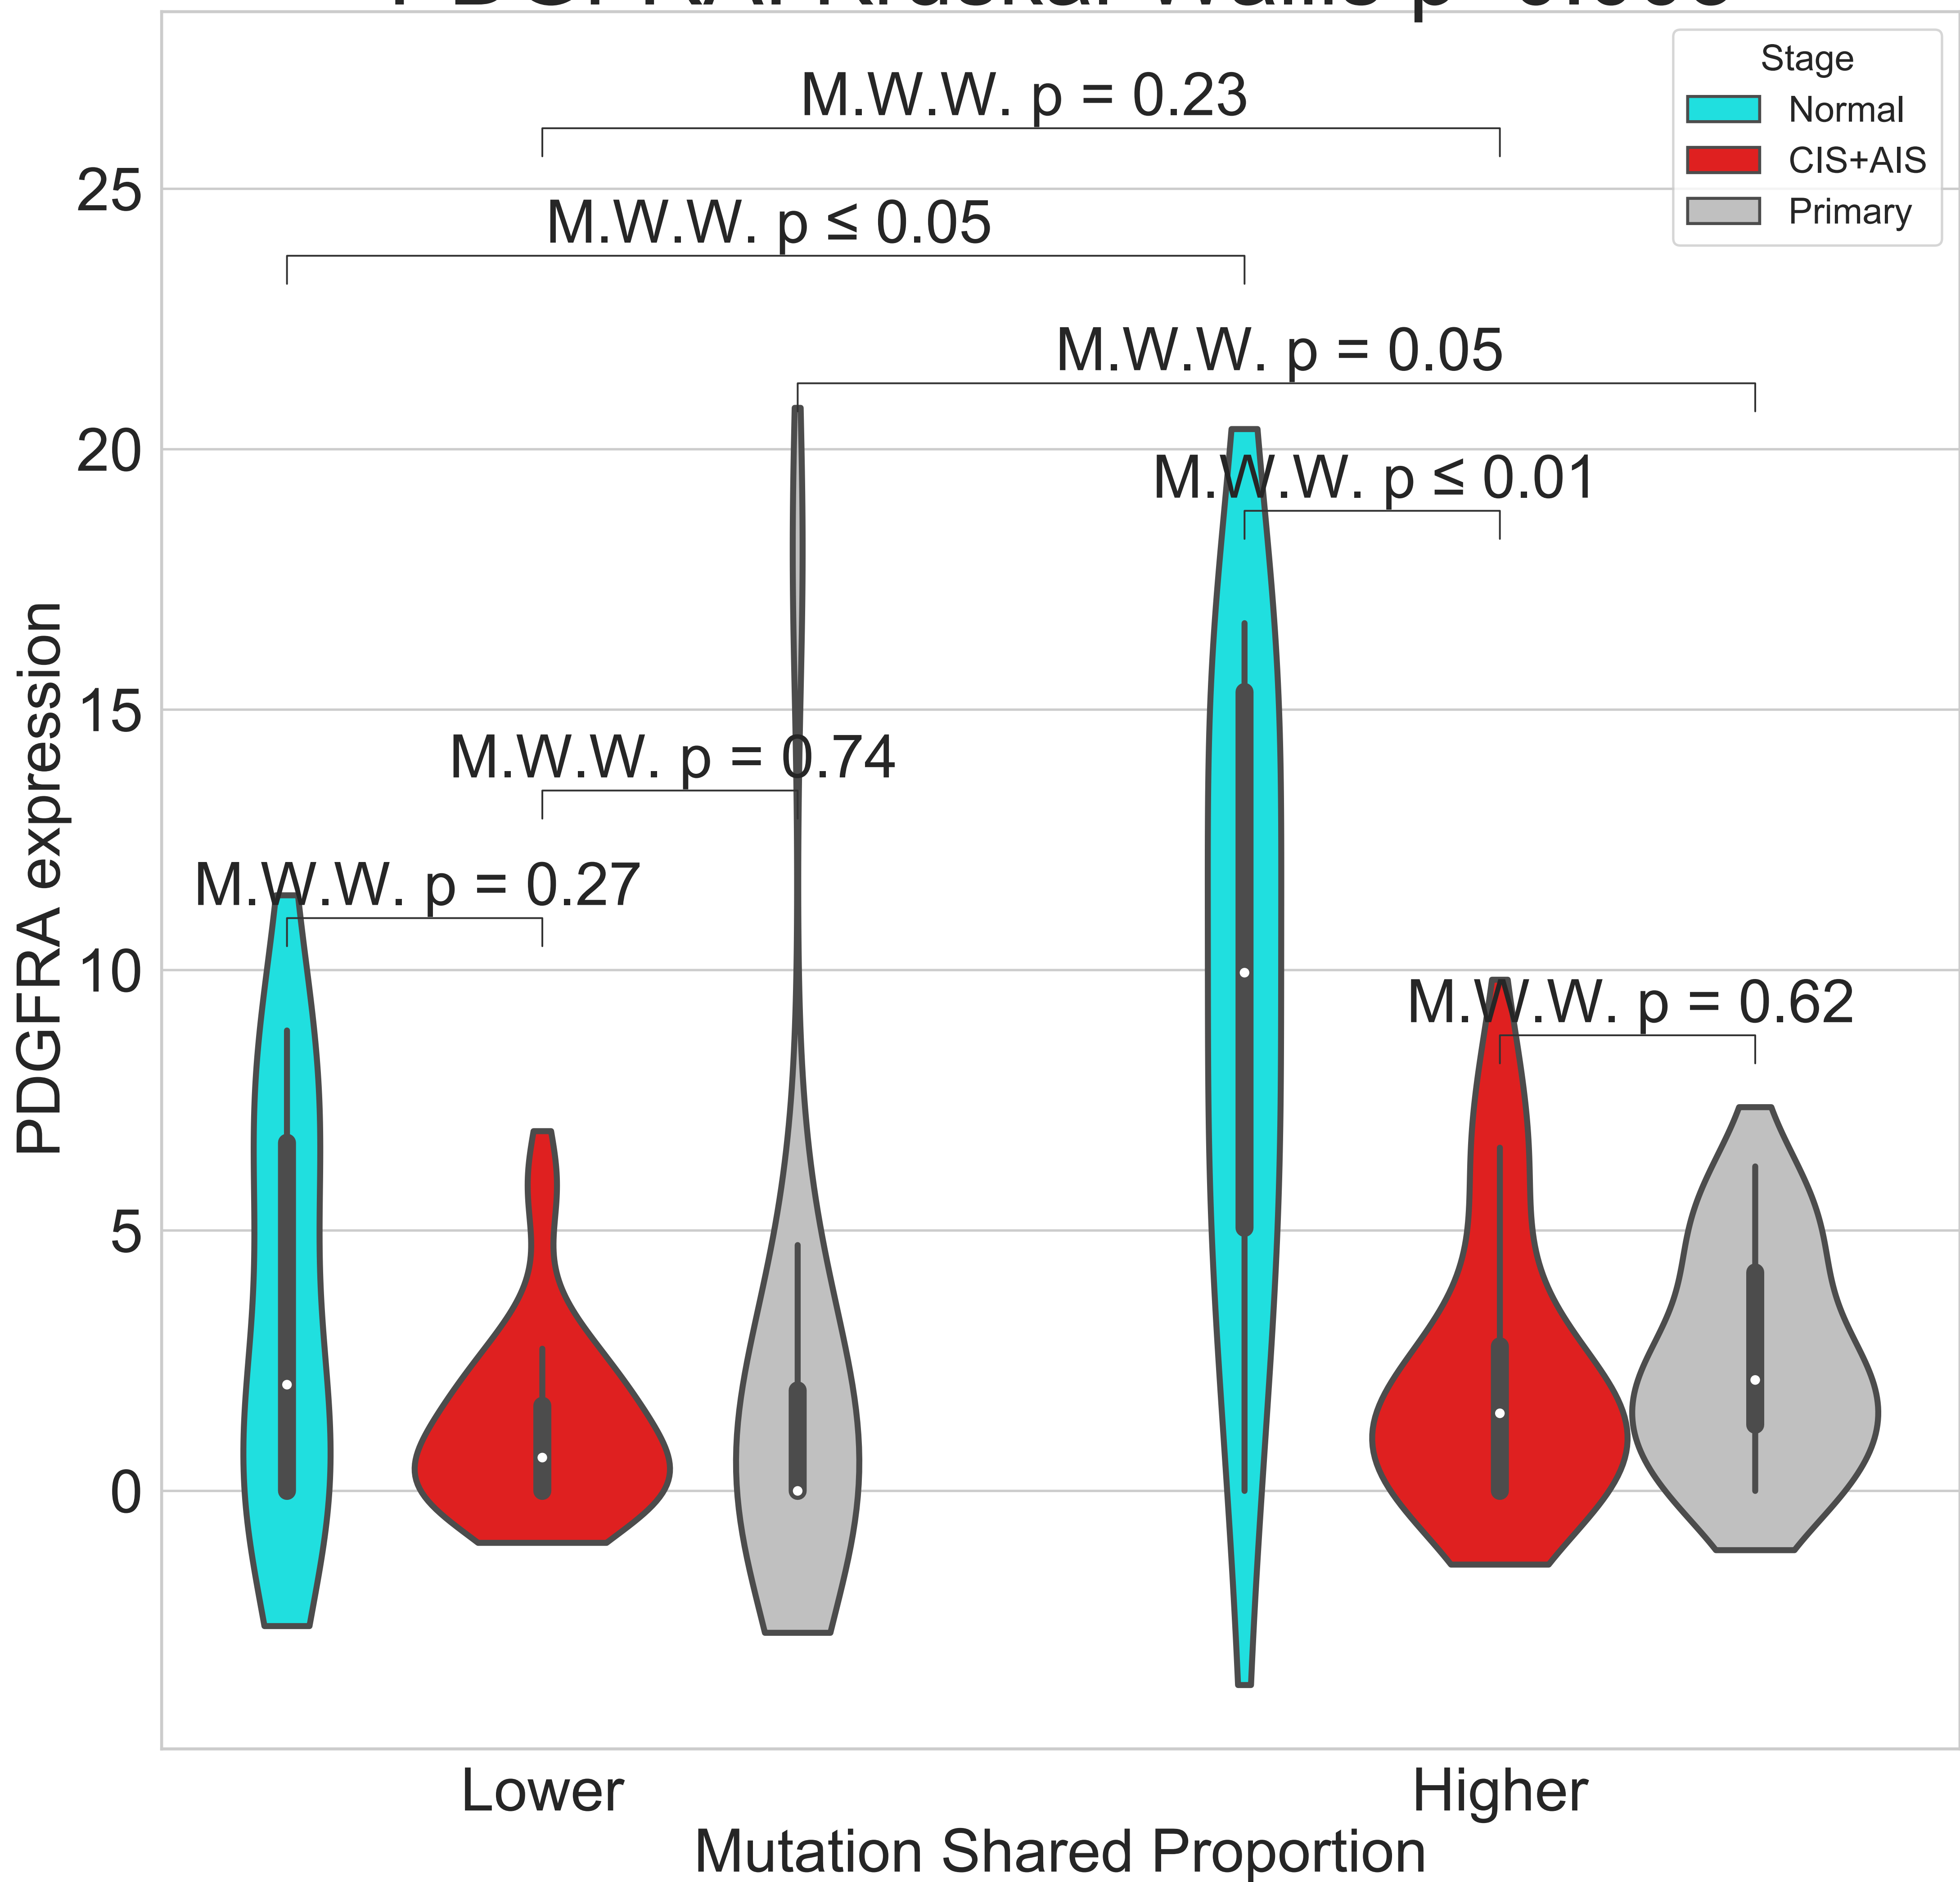 M.W.W. p = 0.23
M.W.W. p ≤ 0.05
M.W.W. p = 0.05
M.W.W. p ≤ 0.01
M.W.W. p = 0.74
M.W.W. p = 0.27
M.W.W. p = 0.62
Stage
Normal
CIS+AIS
Primary
PDGFRA expression
25
20
15
10
5
0
Lower
Higher
Mutation Shared Proportion